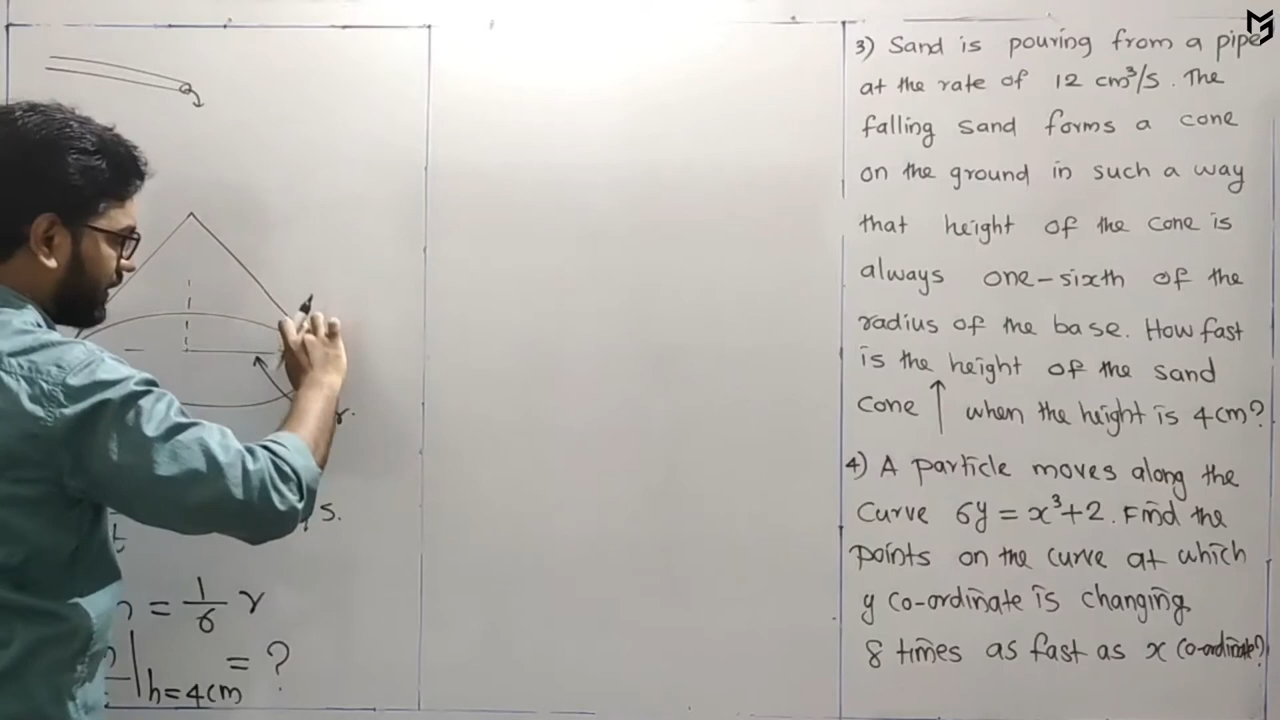 r.
s.
t
= 1/6 r
|h=4cm = ?
3) Sand is pouring from a pipe
at the rate of 12 cm³/s. The
falling sand forms a cone
on the ground in such a way
that height of the cone is
always one-sixth of the
radius of the base. How fast
is the height of the sand
cone ↑ when the height is 4cm?
4) A particle moves along the
curve 6y = x³+2. Find the
points on the curve at which
y co-ordinate is changing
8 times as fast as x co-ordinate?